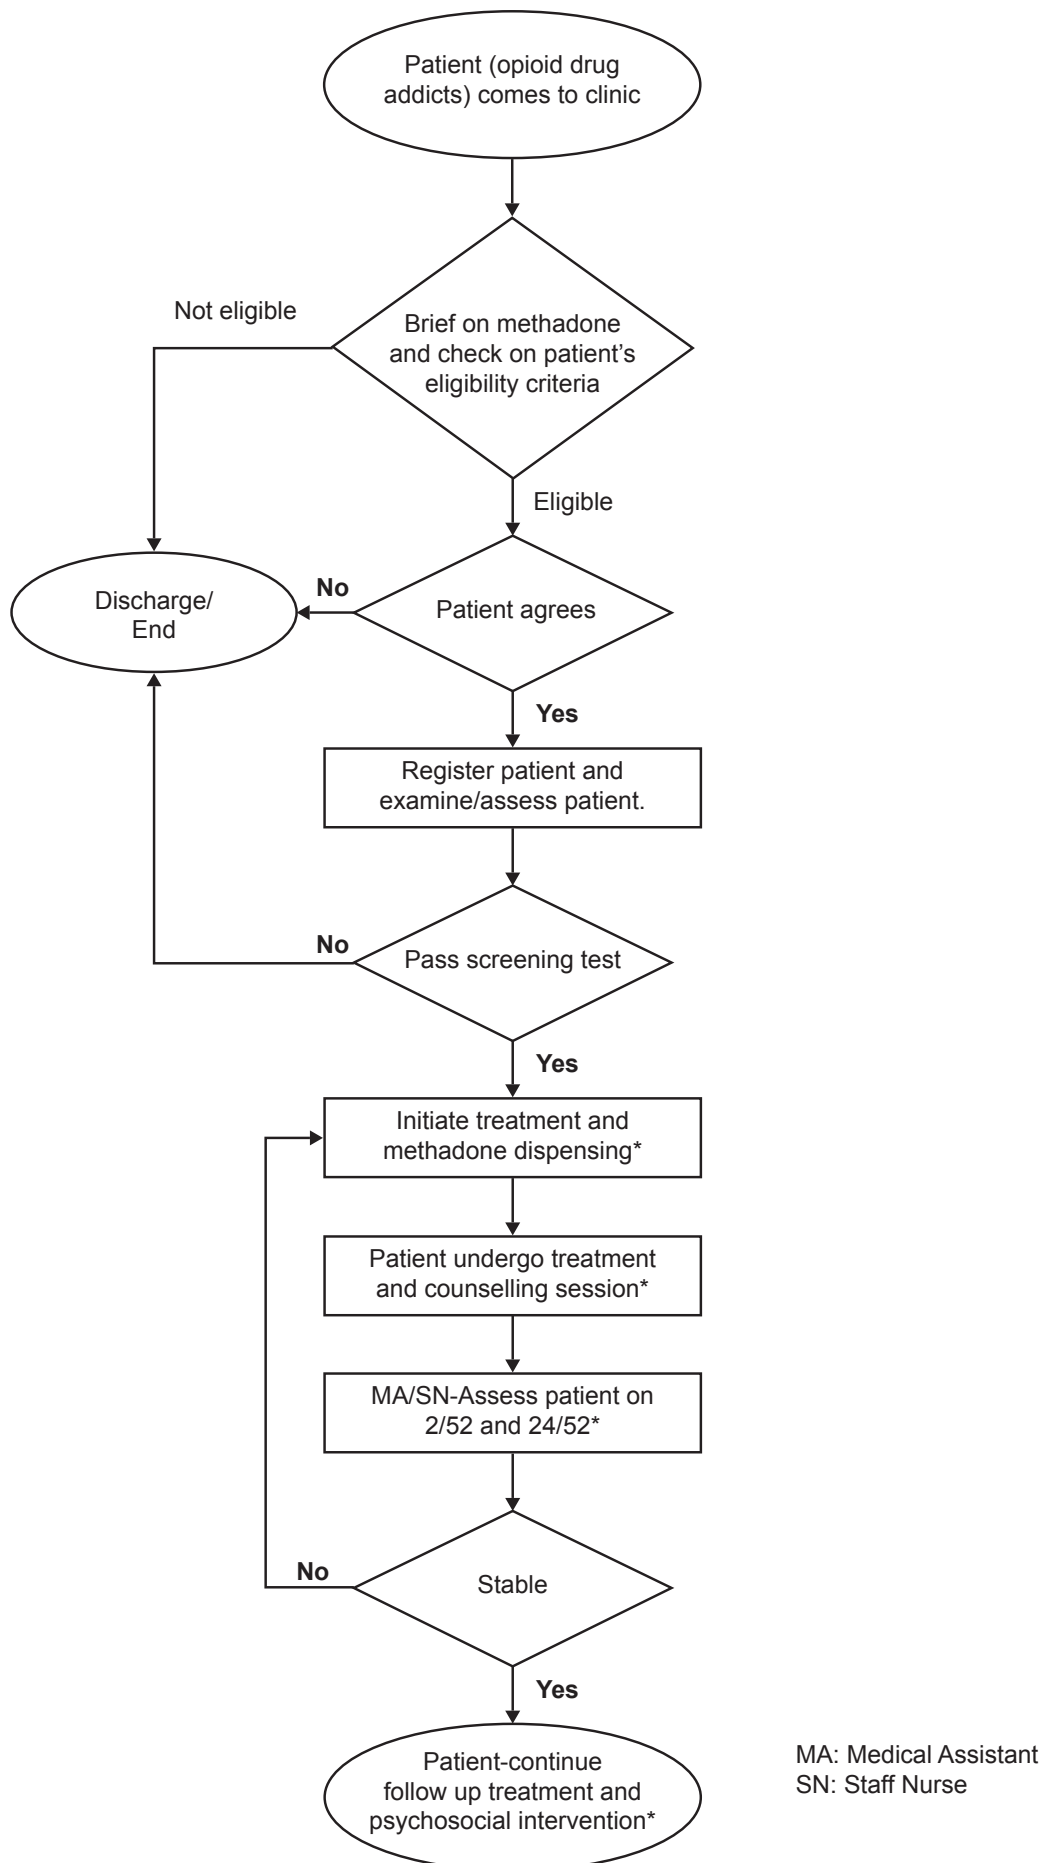 Patient (opioid drug
addicts) comes to clinic
Not eligible
Brief on methadone
and check on patient's
eligibility criteria
Eligible
Discharge/
End
No
Patient agrees
Yes
Register patient and
examine/assess patient.
No
Pass screening test
Yes
Initiate treatment and
methadone dispensing*
Patient undergo treatment
and counselling session*
MA/SN-Assess patient on
2/52 and 24/52*
No
Stable
Yes
Patient-continue
follow up treatment and
psychosocial intervention*
MA: Medical Assistant
SN: Staff Nurse